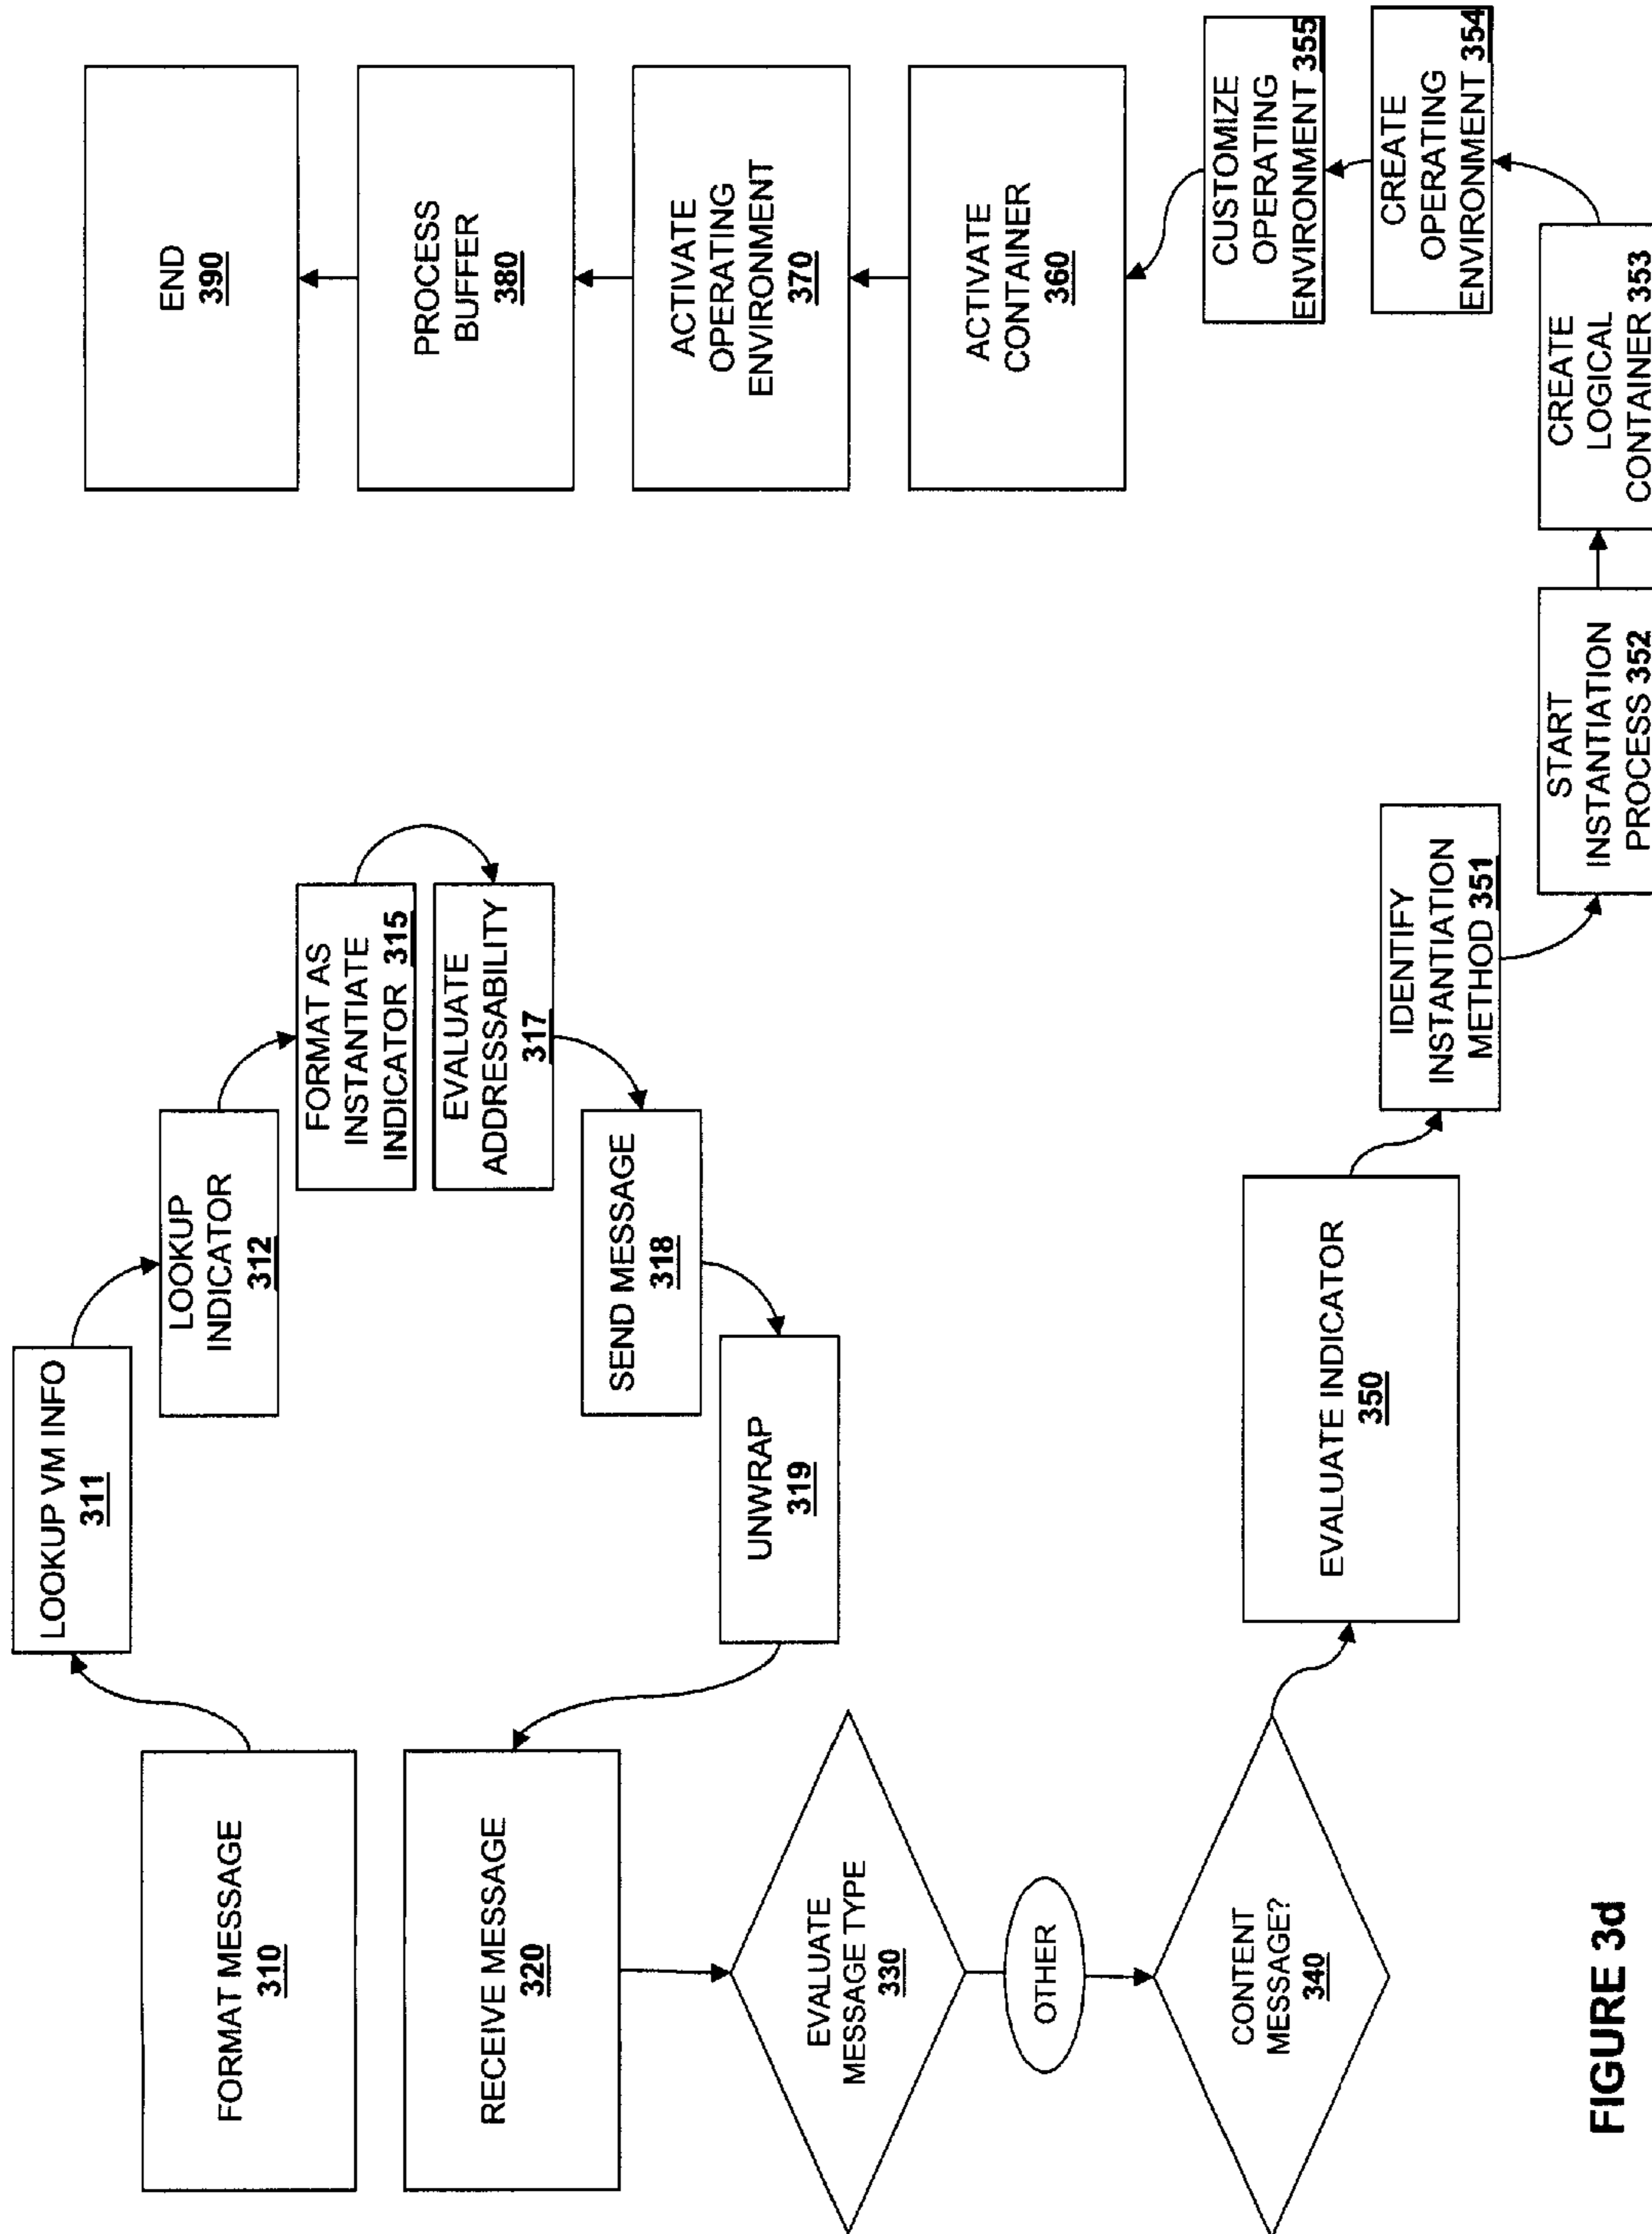 FORMAT MESSAGE
310
LOOKUP VM INFO
311
LOOKUP
INDICATOR
312
FORMAT AS
INSTANTIATE
INDICATOR 315
EVALUATE
ADDRESSABILITY
317
SEND MESSAGE
318
UNWRAP
319
RECEIVE MESSAGE
320
EVALUATE
MESSAGE TYPE
330
OTHER
CONTENT
MESSAGE?
340
EVALUATE INDICATOR
350
IDENTIFY
INSTANTIATION
METHOD 351
START
INSTANTIATION
PROCESS 352
CREATE
LOGICAL
CONTAINER 353
CREATE
OPERATING
ENVIRONMENT 354
CUSTOMIZE
OPERATING
ENVIRONMENT 355
ACTIVATE
CONTAINER
360
ACTIVATE
OPERATING
ENVIRONMENT
370
PROCESS
BUFFER
380
END
390
FIGURE 3d